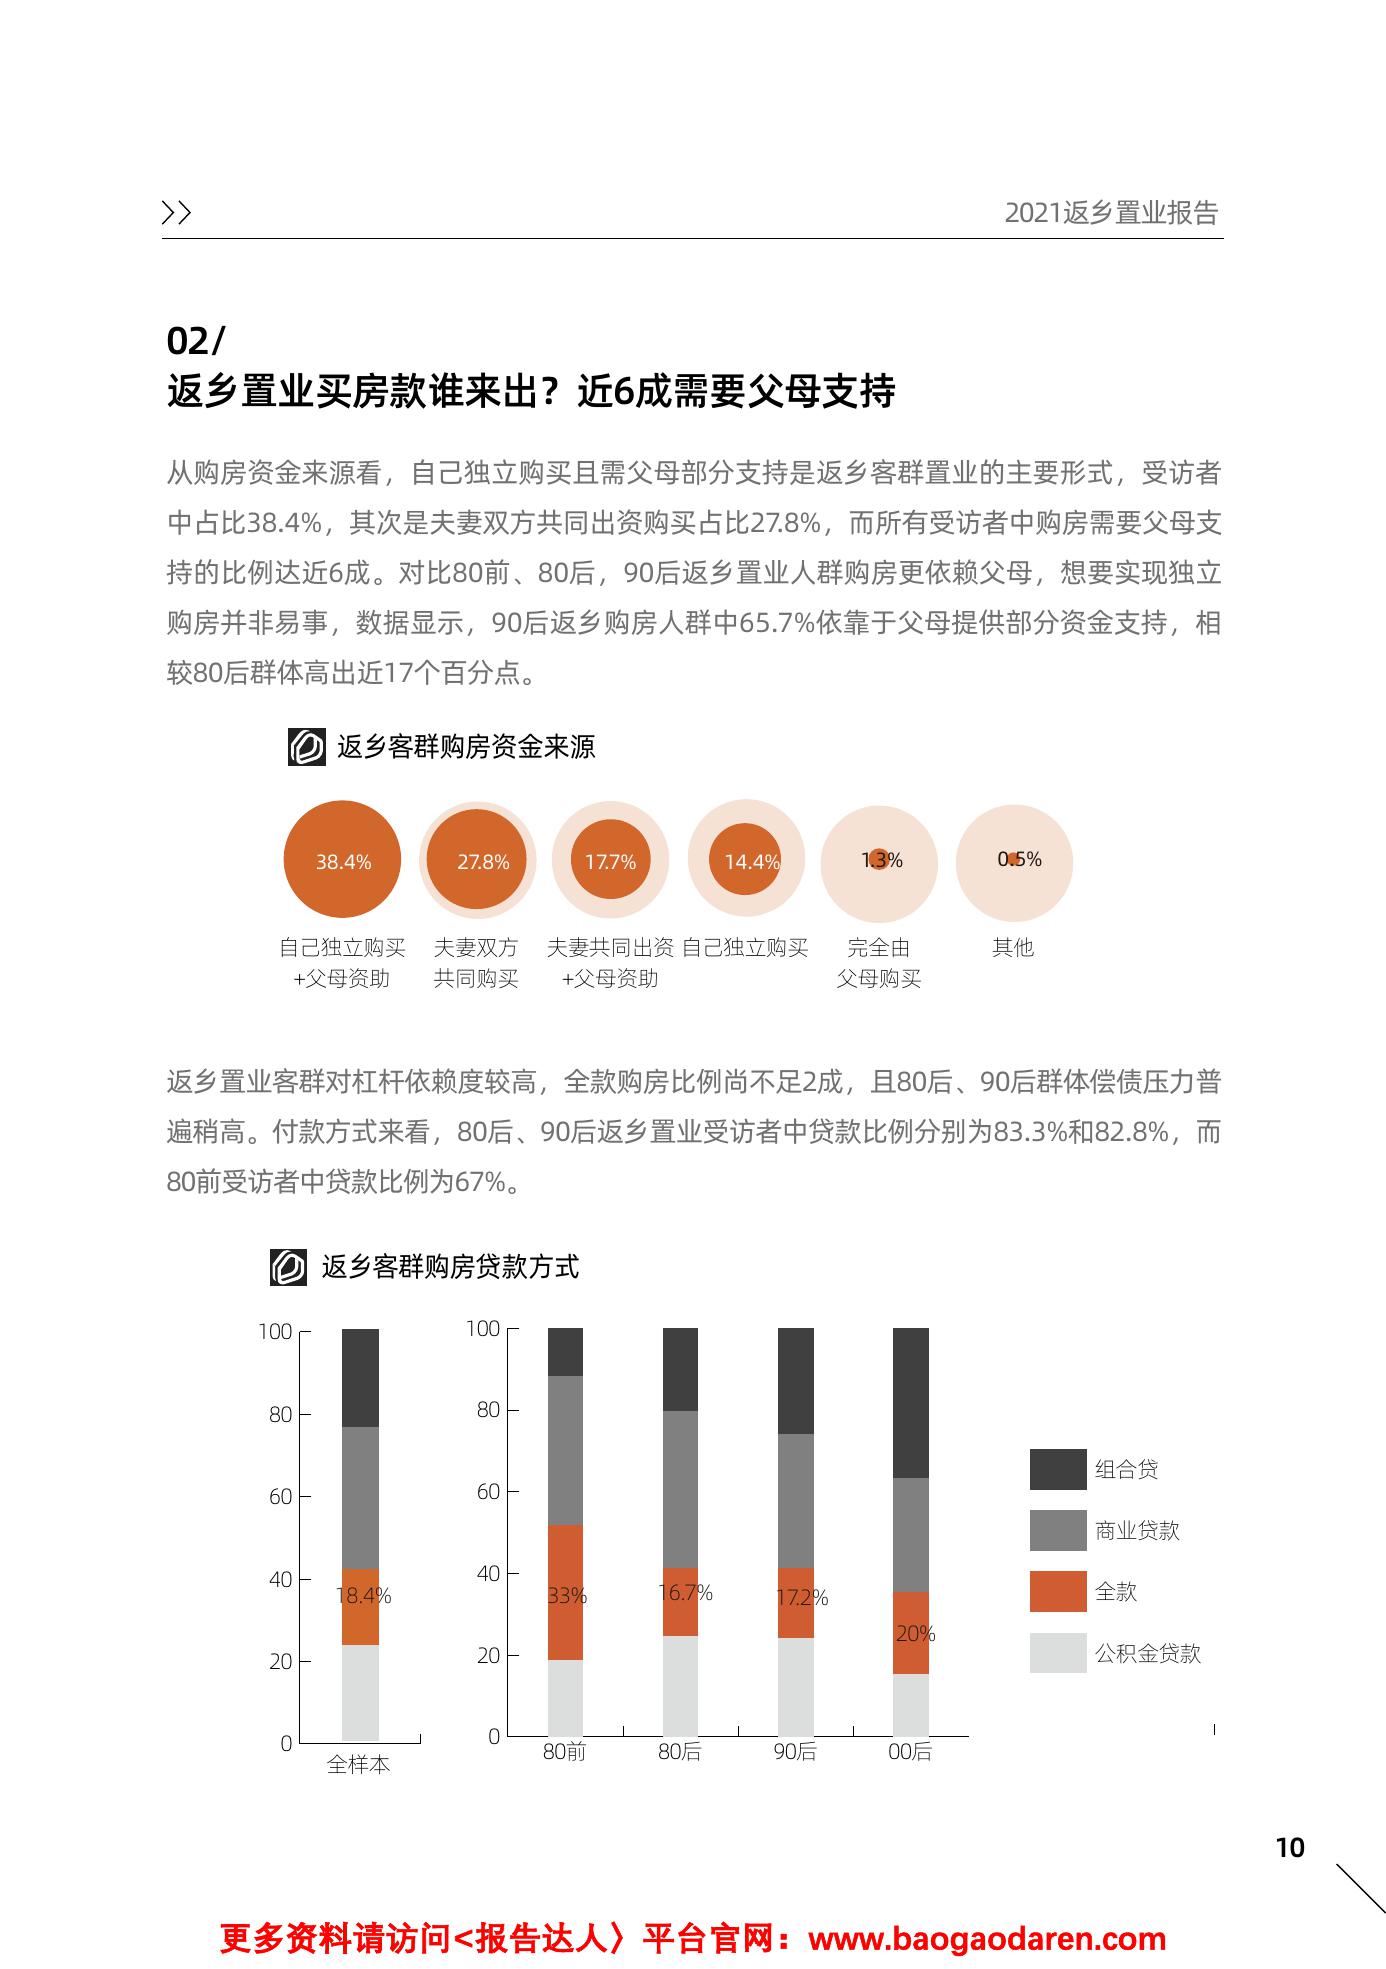 2021返乡置业报告
02/
返乡置业买房款谁来出？近6成需要父母支持
从购房资金来源看，自己独立购买且需父母部分支持是返乡客群置业的主要形式，受访者
中占比38.4%，其次是夫妻双方共同出资购买占比27.8%，而所有受访者中购房需要父母支
持的比例达近6成。对比80前、80后，90后返乡置业人群购房更依赖父母，想要实现独立
购房并非易事，数据显示，90后返乡购房人群中65.7%依靠于父母提供部分资金支持，相
较80后群体高出近17个百分点。
返乡客群购房资金来源
38.4% 27.8% 17.7% 14.4% 1.3% 0.5%
自己独立购买 夫妻双方 夫妻共同出资 自己独立购买 完全由 其他
+父母资助 共同购买 +父母资助 父母购买
返乡置业客群对杠杆依赖度较高，全款购房比例尚不足2成，且80后、90后群体偿债压力普
遍稍高。付款方式来看，80后、90后返乡置业受访者中贷款比例分别为83.3%和82.8%，而
80前受访者中贷款比例为67%。
返乡客群购房贷款方式
100 100
80 80
60 60
40 40
20 20
0 0
18.4% 33% 16.7% 17.2% 20%
全样本 80前 80后 90后 00后
组合贷
商业贷款
全款
公积金贷款
10
更多资料请访问<报告达人〉平台官网：www.baogaodaren.com